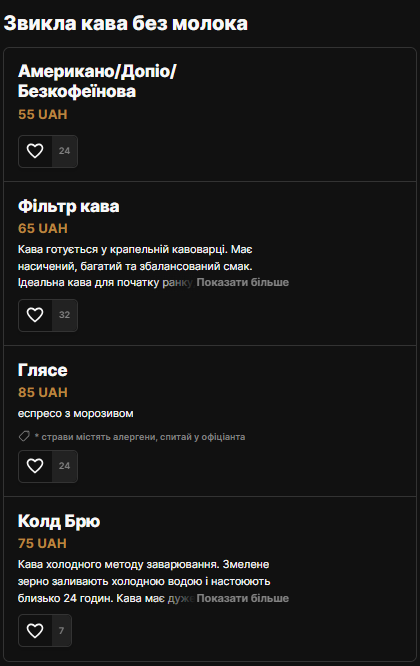 Звикла кава без молока
Американо/Допіо/
Безкофеїнова
55 UAH
24
Фільтр кава
65 UAH
Кава готується у крапельній кавоварці. Має
насичений, багатий та збалансований смак.
Ідеальна кава для початку ранку Показати більше
32
Глясе
85 UAH
еспресо з морозивом
* страви містять алергени, спитай у офіціанта
24
Колд Брю
75 UAH
Кава холодного методу заварювання. Змелене
зерно заливають холодною водою і настоюють
близько 24 годин. Кава має дуже Показати більше
7